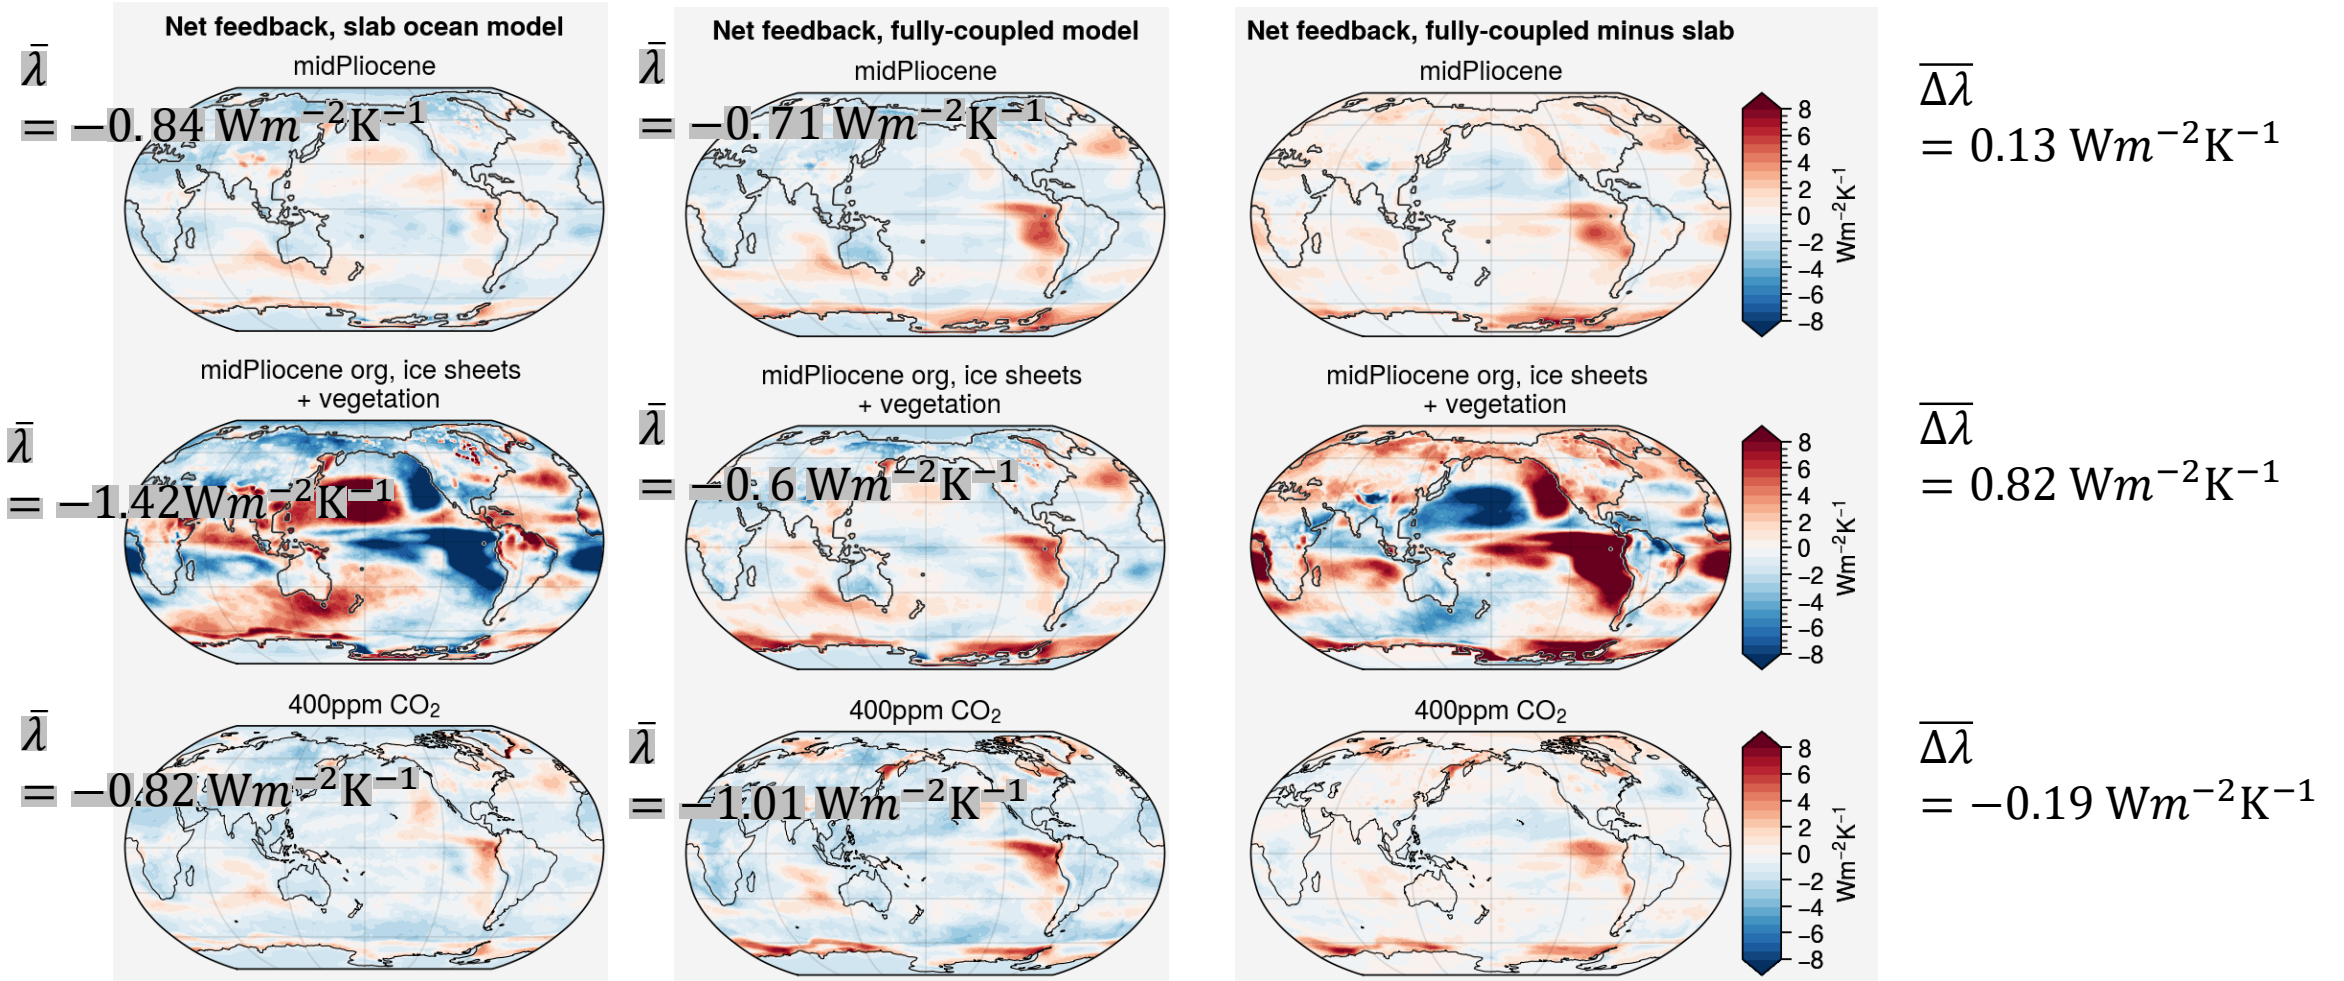 Net feedback, slab ocean model
midPliocene
λ̄
= −0.84 Wm⁻²K⁻¹
Net feedback, fully-coupled model
midPliocene
λ̄
= −0.71 Wm⁻²K⁻¹
Net feedback, fully-coupled minus slab
midPliocene
8
6
4
2
0
−2
−4
−6
−8
Wm⁻²K⁻¹
Δλ
= 0.13 Wm⁻²K⁻¹
midPliocene org, ice sheets
+ vegetation
λ̄
= −1.42Wm⁻²K⁻¹
midPliocene org, ice sheets
+ vegetation
λ̄
= −0.6 Wm⁻²K⁻¹
midPliocene org, ice sheets
+ vegetation
8
6
4
2
0
−2
−4
−6
−8
Wm⁻²K⁻¹
Δλ
= 0.82 Wm⁻²K⁻¹
400ppm CO₂
λ̄
= −0.82 Wm⁻²K⁻¹
400ppm CO₂
λ̄
= −1.01 Wm⁻²K⁻¹
400ppm CO₂
8
6
4
2
0
−2
−4
−6
−8
Wm⁻²K⁻¹
Δλ
= −0.19 Wm⁻²K⁻¹